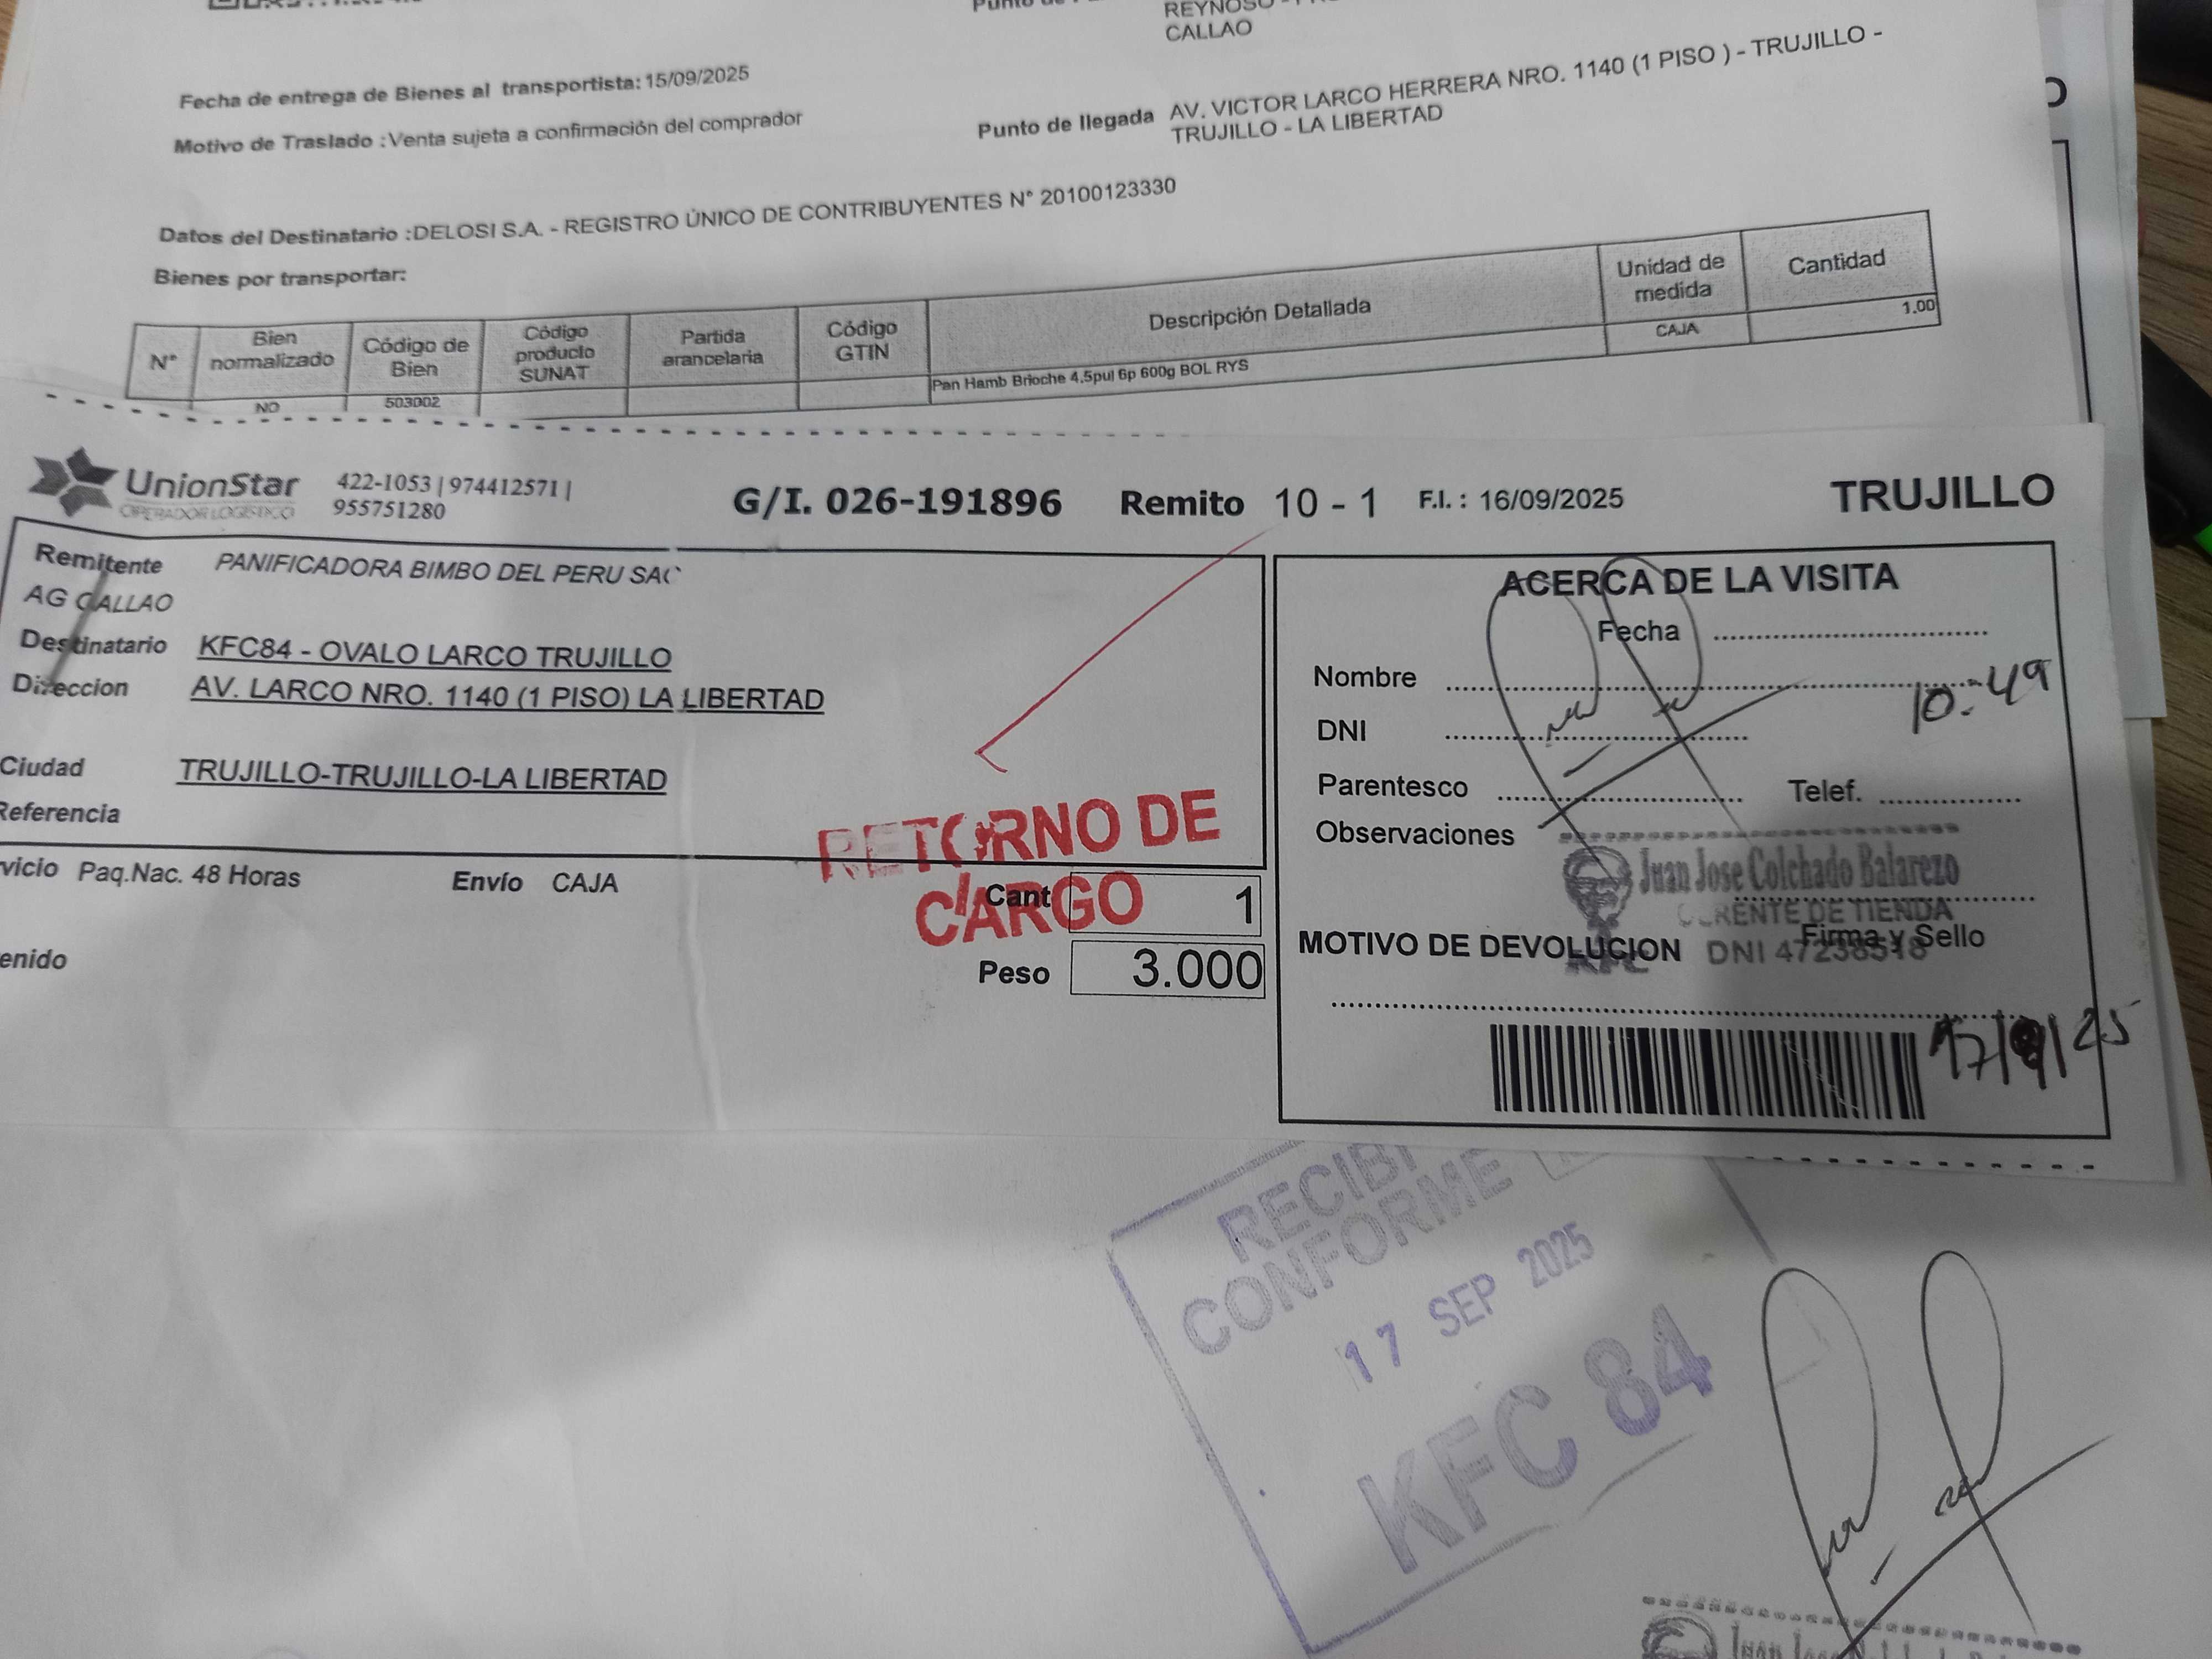 CALLAO
Fecha de entrega de Bienes al transportista: 15/09/2025
Motivo de Traslado : Venta sujeta a confirmación del comprador
Punto de llegada AV. VICTOR LARCO HERRERA NRO. 1140 (1 PISO ) - TRUJILLO -
TRUJILLO - LA LIBERTAD
Datos del Destinatario :DELOSI S.A. - REGISTRO ÚNICO DE CONTRIBUYENTES N° 20100123330
Bienes por transportar:
N° Bien normalizado Código de Bien Código producto SUNAT Partida arancelaria Código GTIN Descripción Detallada Unidad de medida Cantidad
NO 503002 Pan Hamb Brioche 4.5pul 6p 600g BOL RYS CAJA 1.00
UnionStar
OPERADOR LOGISTICO
422-1053 | 974412571 |
955751280
G/I. 026-191896 Remito 10 - 1 F.I. : 16/09/2025 TRUJILLO
Remitente PANIFICADORA BIMBO DEL PERU SAC
AG CALLAO
Destinatario KFC84 - OVALO LARCO TRUJILLO
Direccion AV. LARCO NRO. 1140 (1 PISO) LA LIBERTAD
Ciudad TRUJILLO-TRUJILLO-LA LIBERTAD
Referencia
vicio Paq.Nac. 48 Horas Envío CAJA
enido
RETORNO DE
CARGO
Cant 1
Peso 3.000
ACERCA DE LA VISITA
Fecha
Nombre
10:49
DNI
Parentesco Telef.
Observaciones
Juan Jose Colchado Balarezo
GERENTE DE TIENDA
Firma y Sello
MOTIVO DE DEVOLUCION DNI 47238518
KFC
17/9/25
RECIBI
CONFORME
17 SEP 2025
KFC 84
Juan Jose